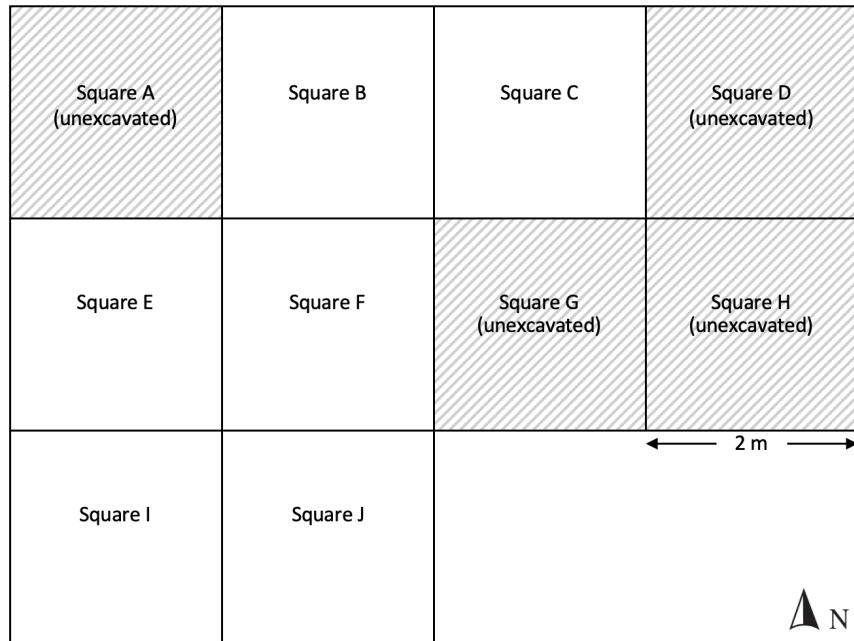 Square A
(unexcavated)
Square B
Square C
Square D
(unexcavated)
Square E
Square F
Square G
(unexcavated)
Square H
(unexcavated)
2 m
Square I
Square J
N